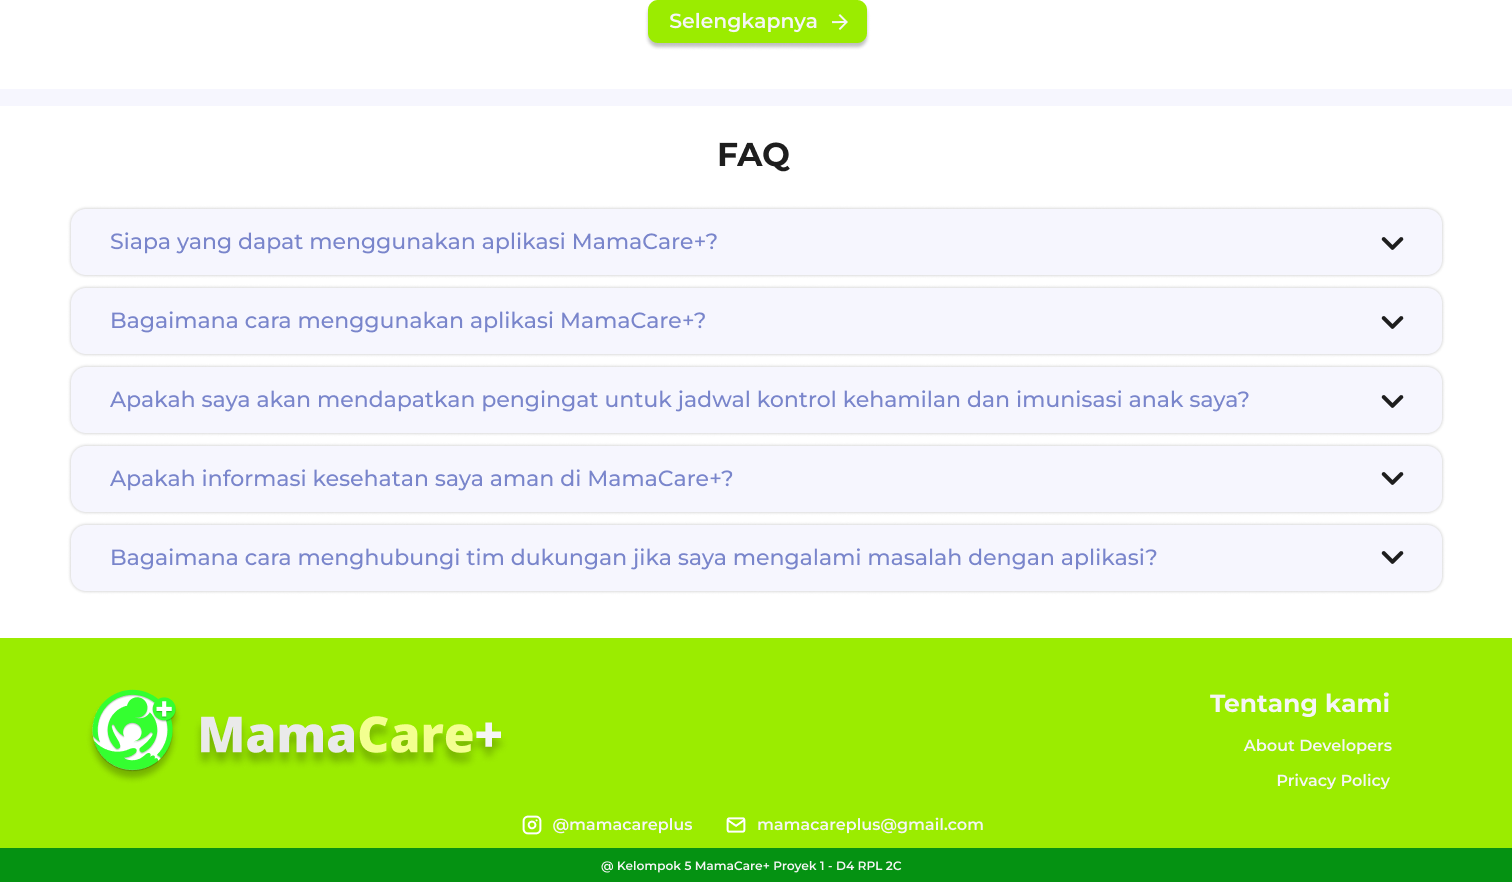 Selengkapnya
FAQ
Siapa yang dapat menggunakan aplikasi MamaCare+?
Bagaimana cara menggunakan aplikasi MamaCare+?
Apakah saya akan mendapatkan pengingat untuk jadwal kontrol kehamilan dan imunisasi anak saya?
Apakah informasi kesehatan saya aman di MamaCare+?
Bagaimana cara menghubungi tim dukungan jika saya mengalami masalah dengan aplikasi?
MamaCare+
Tentang kami
About Developers
Privacy Policy
@mamacareplus mamacareplus@gmail.com
@ Kelompok 5 MamaCare+ Proyek 1 - D4 RPL 2C